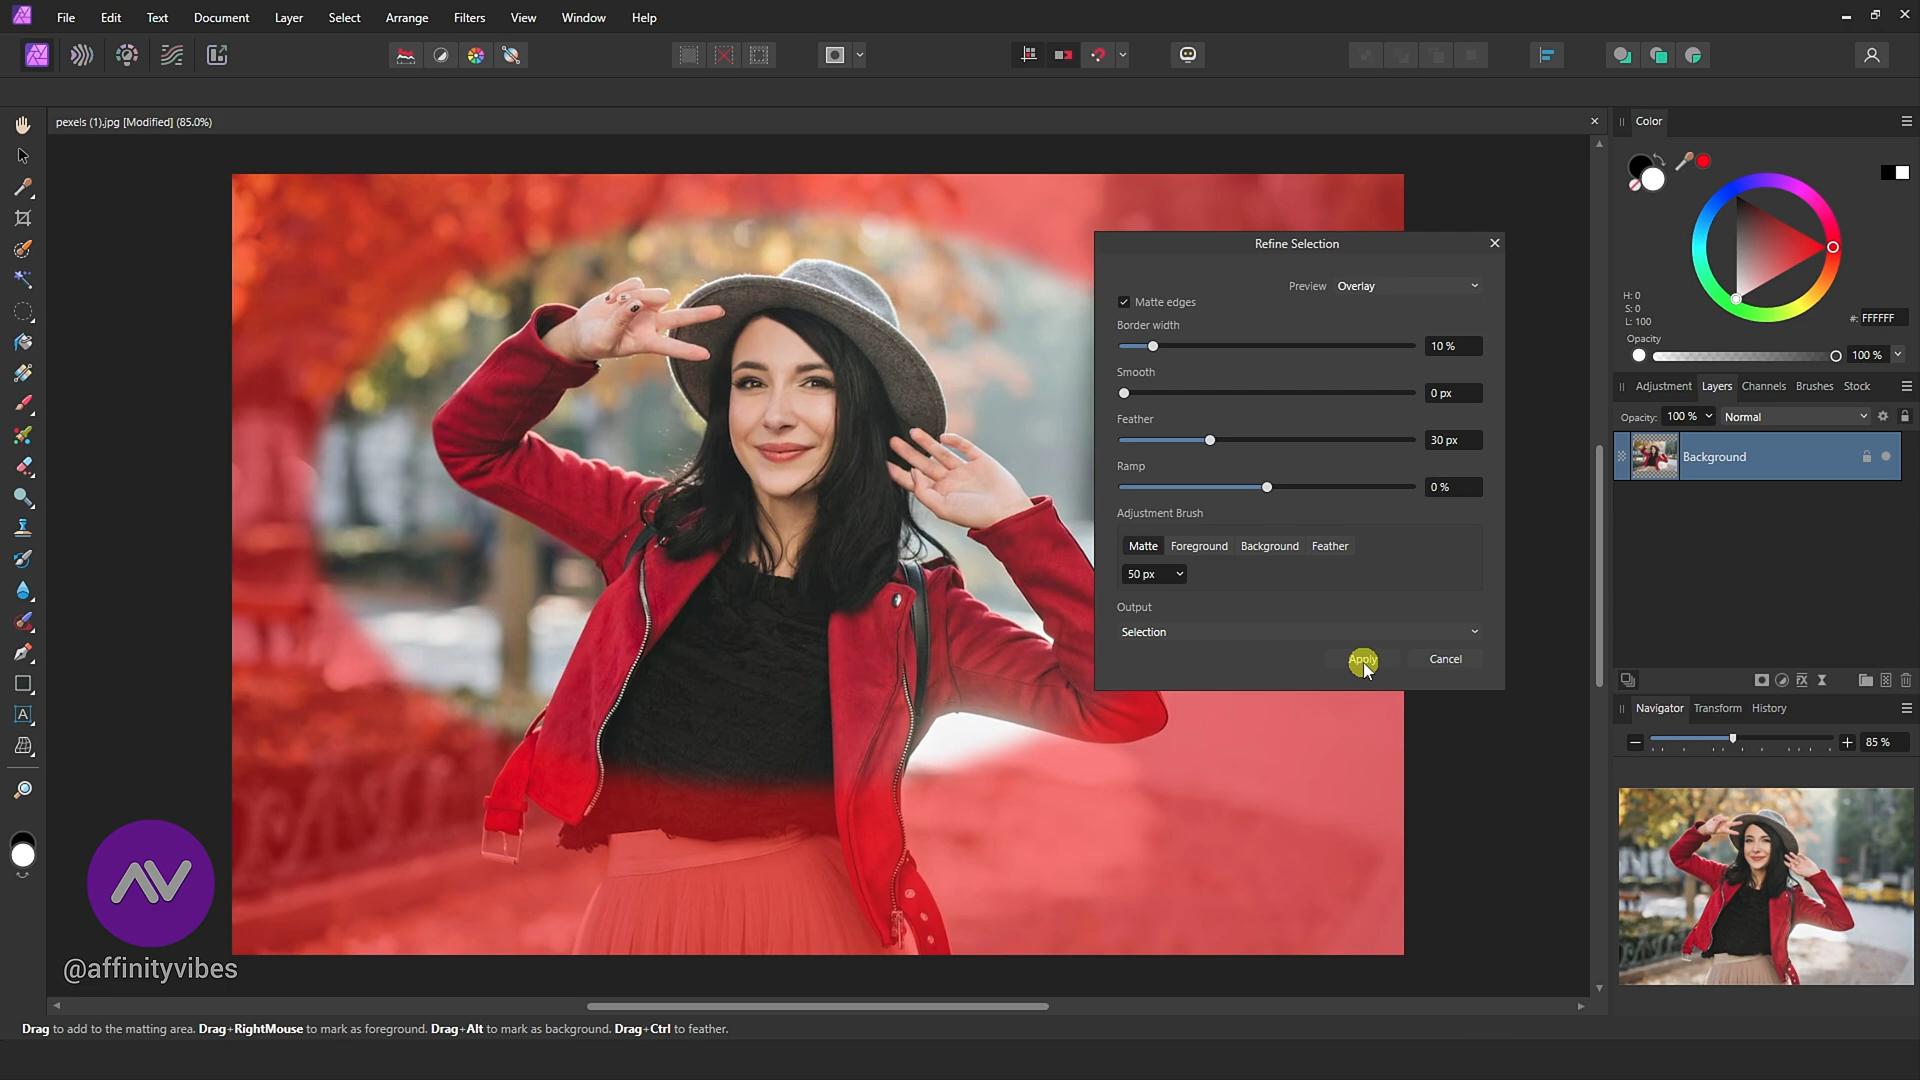 File Edit Text Document Layer Select Arrange Filters View Window Help
pexels (1).jpg [Modified] (85.0%)
Color
H: 0
S: 0
L: 100
#: FFFFFF
Opacity
100 %
Refine Selection
Preview Overlay
Matte edges
Border width
10 %
Smooth
0 px
Feather
30 px
Ramp
0 %
Adjustment Brush
Matte Foreground Background Feather
50 px
Output
Selection
Apply Cancel
Adjustment Layers Channels Brushes Stock
Opacity: 100 % Normal
Background
Navigator Transform History
85 %
@affinityvibes
Drag to add to the matting area. Drag+RightMouse to mark as foreground. Drag+Alt to mark as background. Drag+Ctrl to feather.